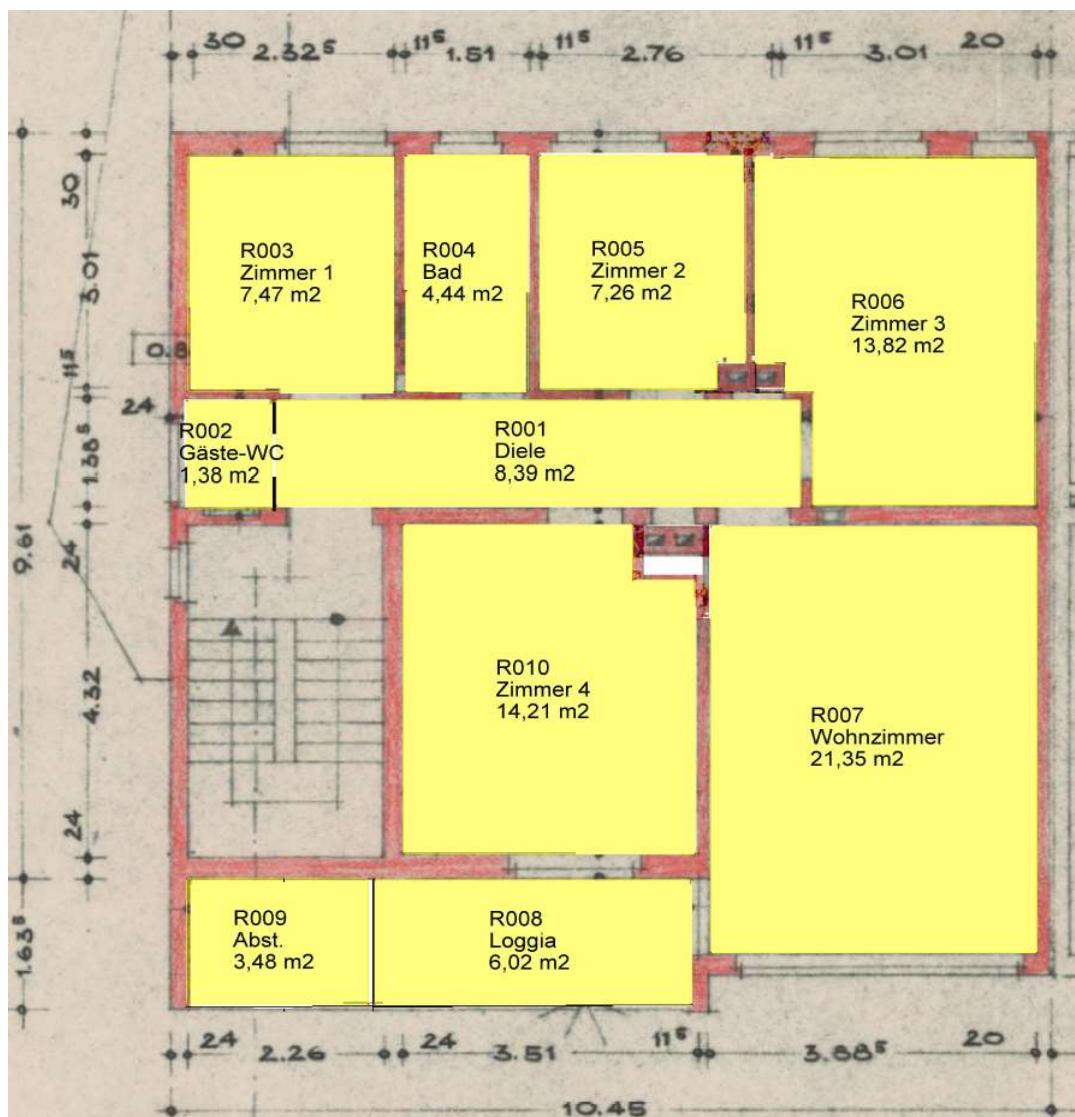 30 2.32⁵ 11⁵ 1.51 11⁵ 2.76 11⁵ 3.01 20
30
3.01
11⁵
1.38⁵
24
4.32
24
9.61
1.63⁵
0.8
24
R003
Zimmer 1
7,47 m2
R004
Bad
4,44 m2
R005
Zimmer 2
7,26 m2
R006
Zimmer 3
13,82 m2
R002
Gäste-WC
1,38 m2
R001
Diele
8,39 m2
R010
Zimmer 4
14,21 m2
R007
Wohnzimmer
21,35 m2
R009
Abst.
3,48 m2
R008
Loggia
6,02 m2
24 2.26 24 3.51 11⁵ 3.88⁵ 20
10.45